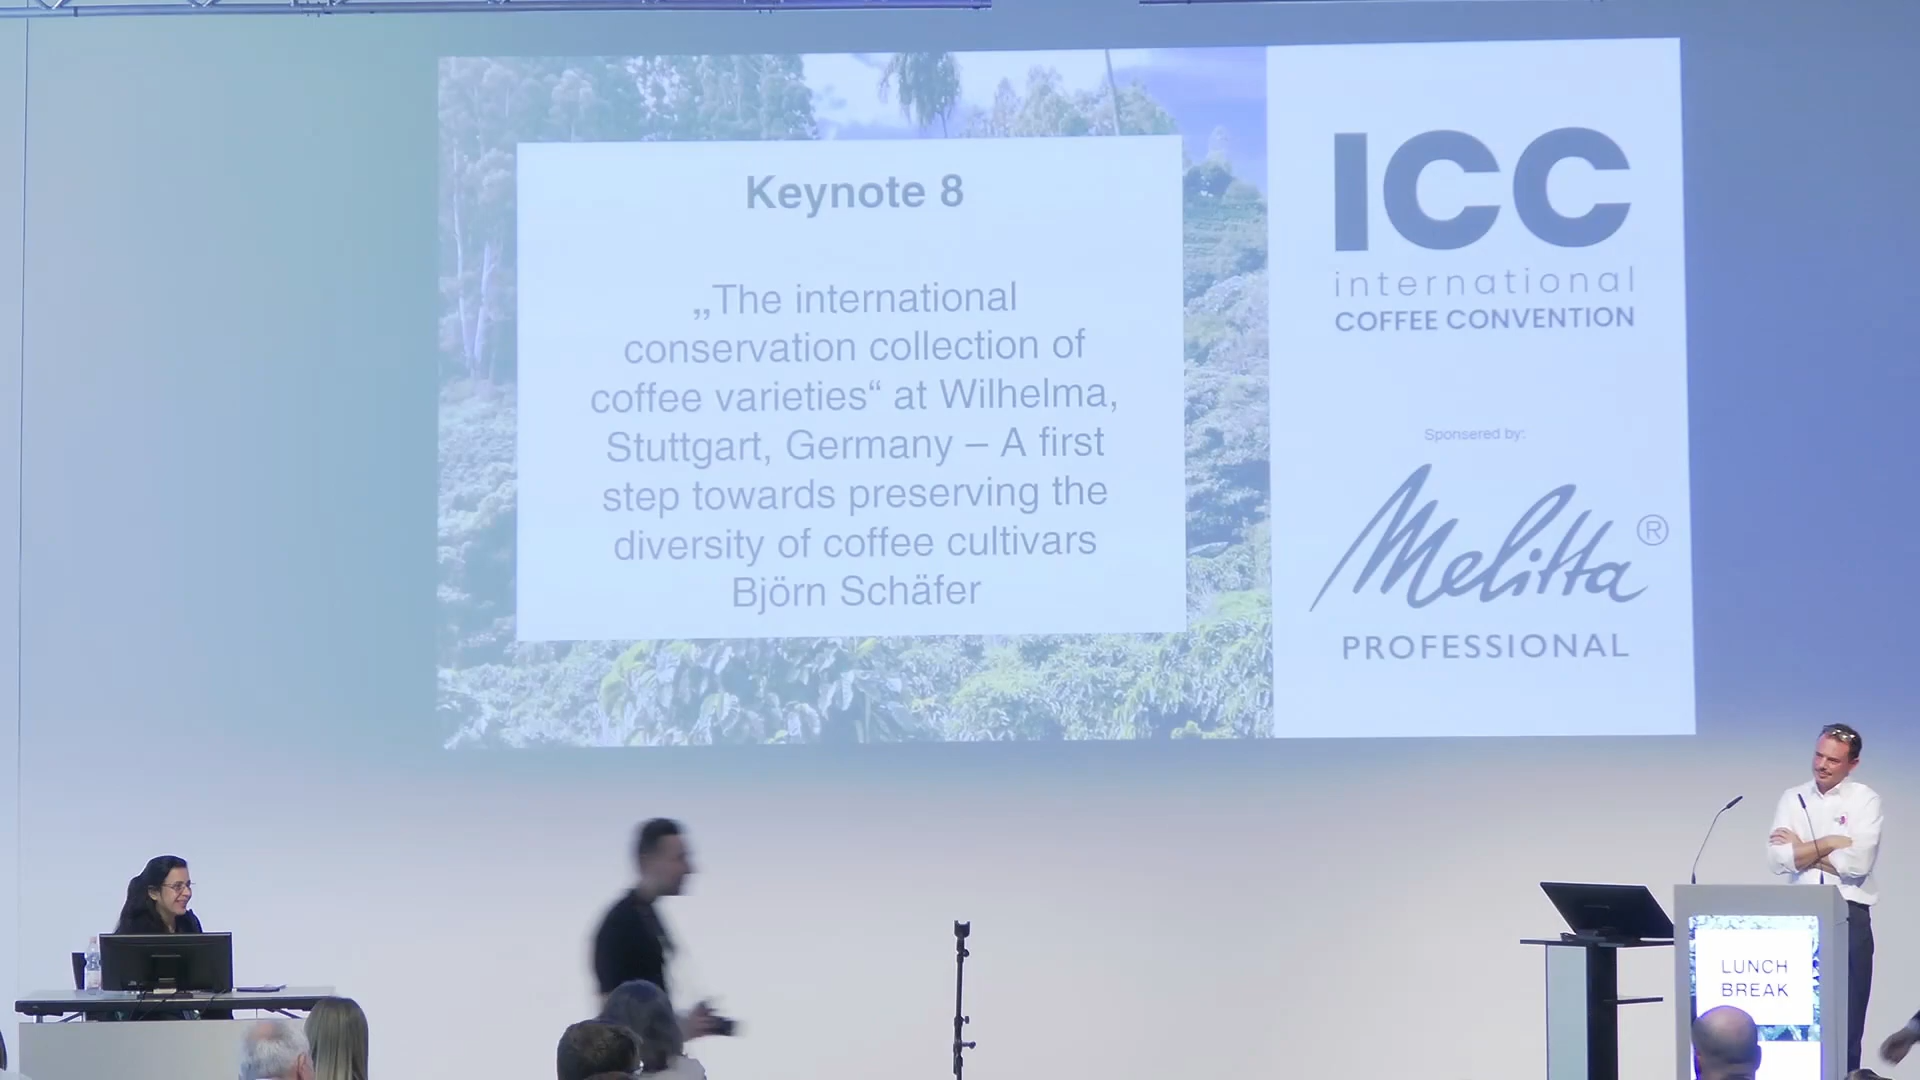 Keynote 8
„The international
conservation collection of
coffee varieties“ at Wilhelma,
Stuttgart, Germany – A first
step towards preserving the
diversity of coffee cultivars
Björn Schäfer
ICC
international
COFFEE CONVENTION
Sponsered by:
Melitta®
PROFESSIONAL
LUNCH
BREAK